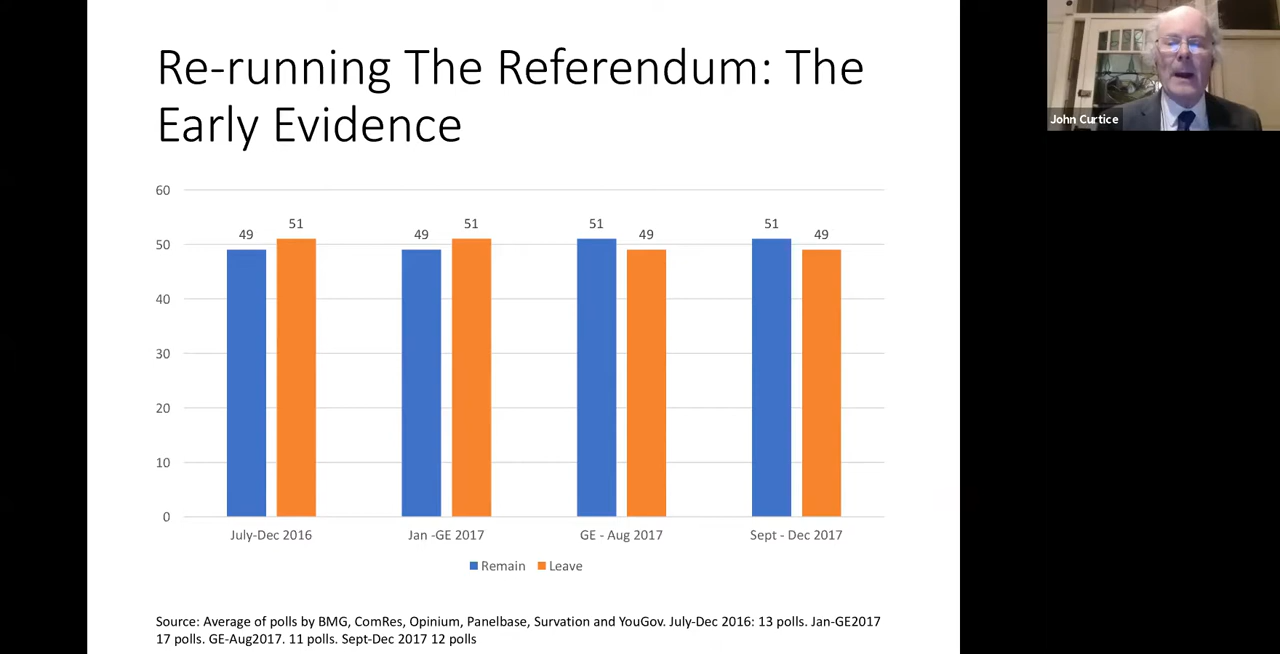 Re-running The Referendum: The
Early Evidence
John Curtice
60
50
40
30
20
10
0
49
51
49
51
51
49
51
49
July-Dec 2016
Jan -GE 2017
GE - Aug 2017
Sept - Dec 2017
Remain
Leave
Source: Average of polls by BMG, ComRes, Opinium, Panelbase, Survation and YouGov. July-Dec 2016: 13 polls. Jan-GE2017
17 polls. GE-Aug2017. 11 polls. Sept-Dec 2017 12 polls